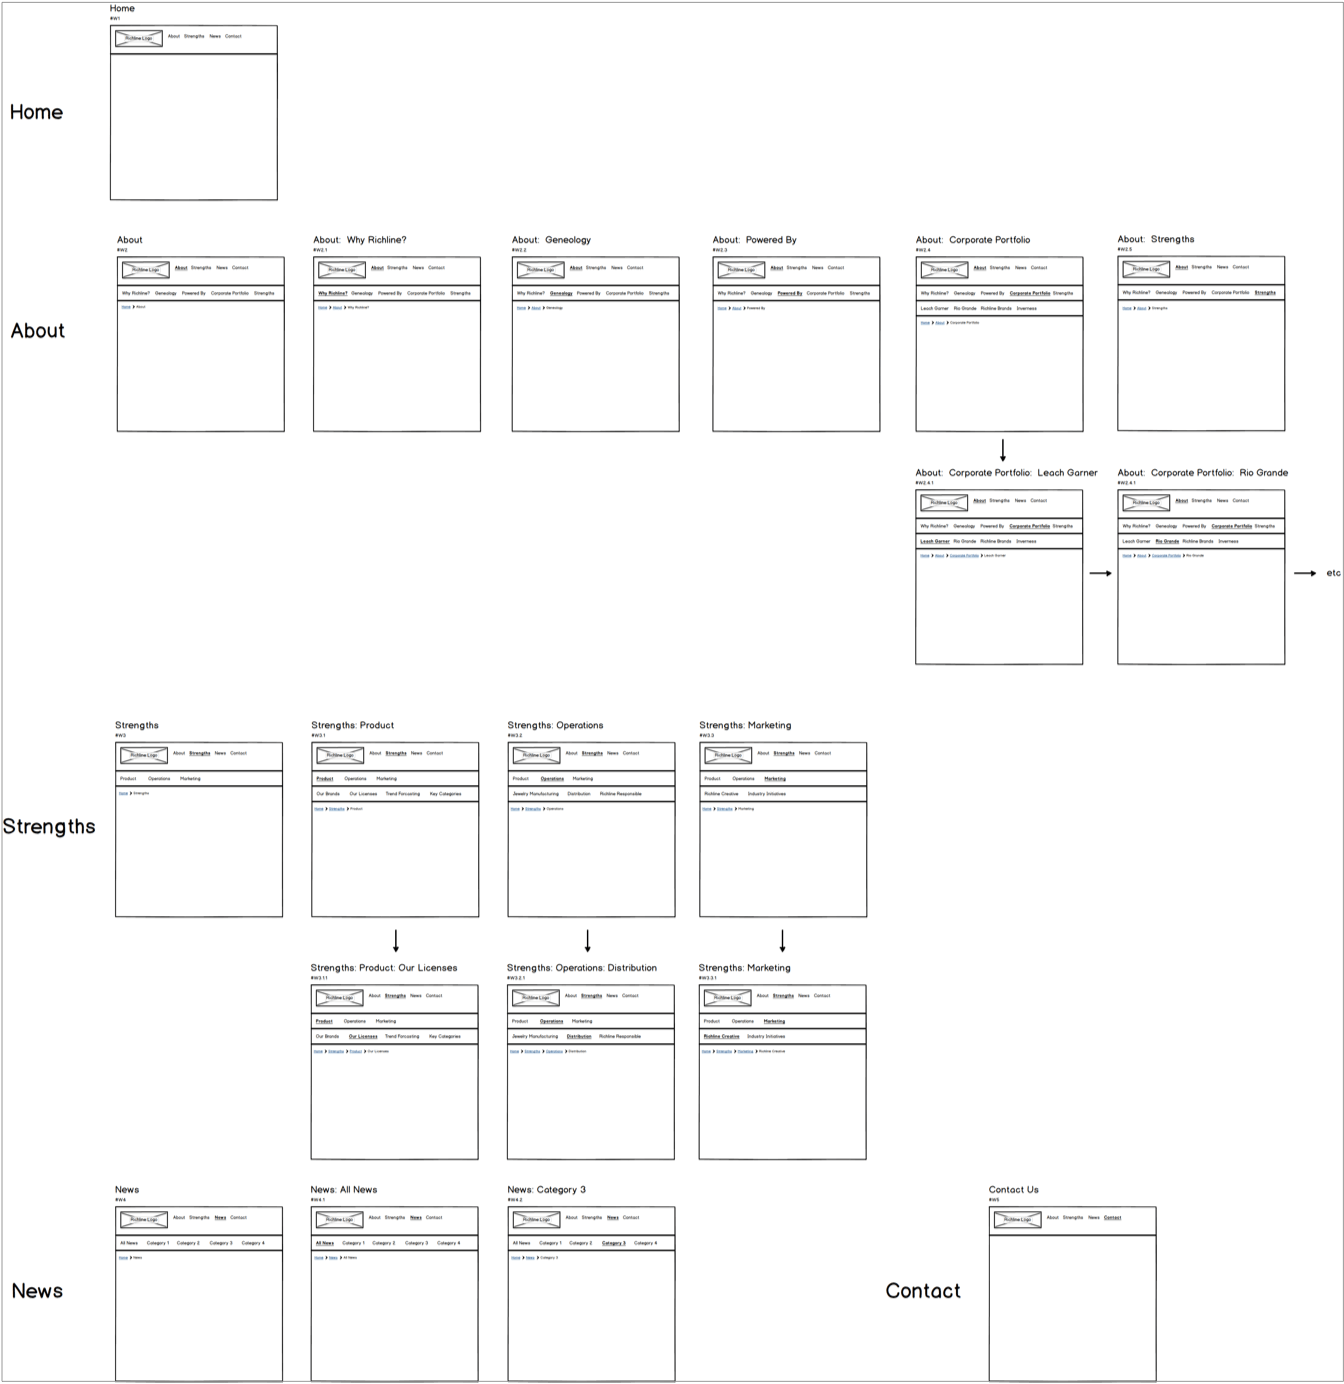 Home
#W1
Richline Logo About Strengths News Contact
Home
About
#W2
Richline Logo About Strengths News Contact
Why Richline? Geneology Powered By Corporate Portfolio Strengths
Home > About
About: Why Richline?
#W2.1
Richline Logo About Strengths News Contact
Why Richline? Geneology Powered By Corporate Portfolio Strengths
Home > About > Why Richline?
About: Geneology
#W2.2
Richline Logo About Strengths News Contact
Why Richline? Geneology Powered By Corporate Portfolio Strengths
Home > About > Geneology
About: Powered By
#W2.3
Richline Logo About Strengths News Contact
Why Richline? Geneology Powered By Corporate Portfolio Strengths
Home > About > Powered By
About: Corporate Portfolio
#W2.4
Richline Logo About Strengths News Contact
Why Richline? Geneology Powered By Corporate Portfolio Strengths
Leach Garner Rio Grande Richline Brands Inverness
Home > About > Corporate Portfolio
About: Strengths
#W2.5
Richline Logo About Strengths News Contact
Why Richline? Geneology Powered By Corporate Portfolio Strengths
Home > About > Strengths
About
About: Corporate Portfolio: Leach Garner
#W2.4.1
Richline Logo About Strengths News Contact
Why Richline? Geneology Powered By Corporate Portfolio Strengths
Leach Garner Rio Grande Richline Brands Inverness
Home > About > Corporate Portfolio > Leach Garner
About: Corporate Portfolio: Rio Grande
#W2.4.1
Richline Logo About Strengths News Contact
Why Richline? Geneology Powered By Corporate Portfolio Strengths
Leach Garner Rio Grande Richline Brands Inverness
Home > About > Corporate Portfolio > Rio Grande
etc
Strengths
#W3
Richline Logo About Strengths News Contact
Product Operations Marketing
Home > Strengths
Strengths: Product
#W3.1
Richline Logo About Strengths News Contact
Product Operations Marketing
Our Brands Our Licenses Trend Forcasting Key Categories
Home > Strengths > Product
Strengths: Operations
#W3.2
Richline Logo About Strengths News Contact
Product Operations Marketing
Jewelry Manufacturing Distribution Richline Responsible
Home > Strengths > Operations
Strengths: Marketing
#W3.3
Richline Logo About Strengths News Contact
Product Operations Marketing
Richline Creative Industry Initiatives
Home > Strengths > Marketing
Strengths
Strengths: Product: Our Licenses
#W3.1.1
Richline Logo About Strengths News Contact
Product Operations Marketing
Our Brands Our Licenses Trend Forcasting Key Categories
Home > Strengths > Product > Our Licenses
Strengths: Operations: Distribution
#W3.2.1
Richline Logo About Strengths News Contact
Product Operations Marketing
Jewelry Manufacturing Distribution Richline Responsible
Home > Strengths > Operations > Distribution
Strengths: Marketing
#W3.3.1
Richline Logo About Strengths News Contact
Product Operations Marketing
Richline Creative Industry Initiatives
Home > Strengths > Marketing > Richline Creative
News
#W4
Richline Logo About Strengths News Contact
All News Category 1 Category 2 Category 3 Category 4
Home > News
News: All News
#W4.1
Richline Logo About Strengths News Contact
All News Category 1 Category 2 Category 3 Category 4
Home > News > All News
News: Category 3
#W4.2
Richline Logo About Strengths News Contact
All News Category 1 Category 2 Category 3 Category 4
Home > News > Category 3
News
Contact Us
#W5
Richline Logo About Strengths News Contact
Contact